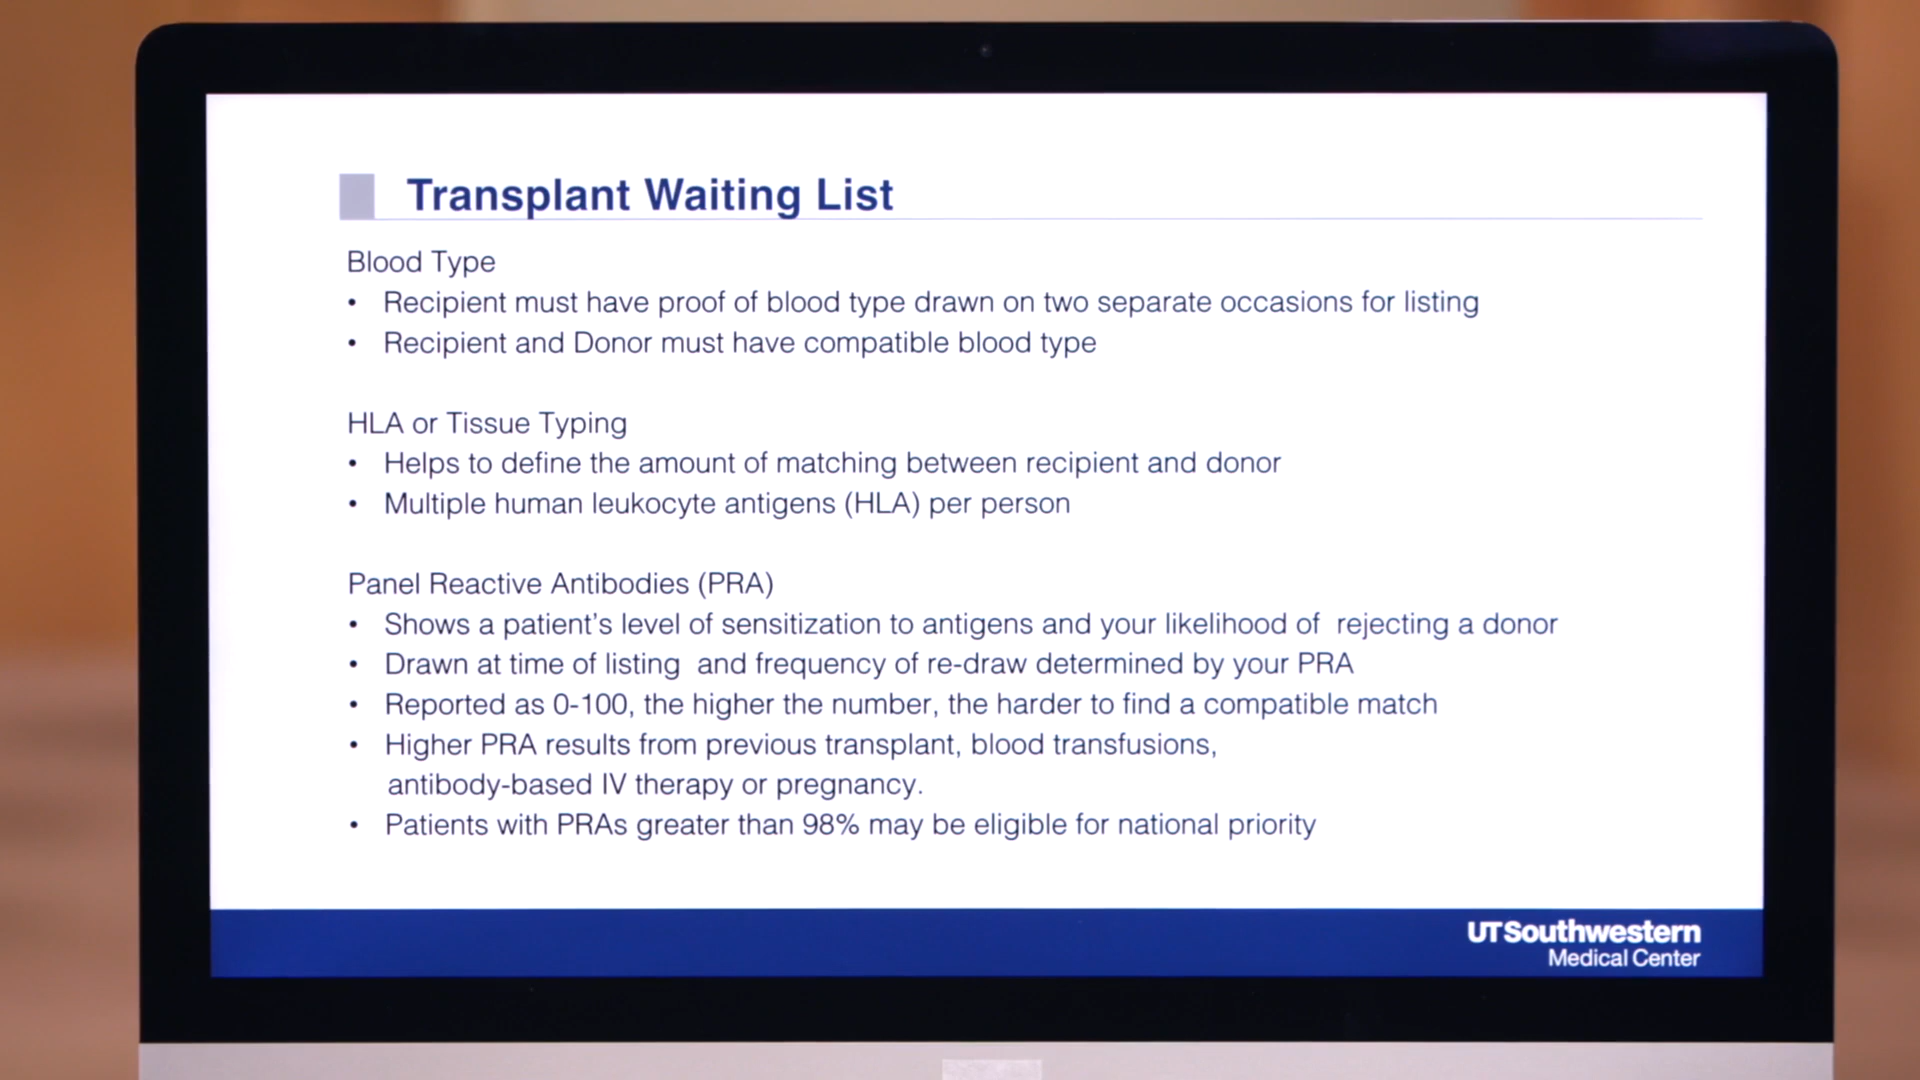 Transplant Waiting List
Blood Type
• Recipient must have proof of blood type drawn on two separate occasions for listing
• Recipient and Donor must have compatible blood type
HLA or Tissue Typing
• Helps to define the amount of matching between recipient and donor
• Multiple human leukocyte antigens (HLA) per person
Panel Reactive Antibodies (PRA)
• Shows a patient’s level of sensitization to antigens and your likelihood of  rejecting a donor
• Drawn at time of listing  and frequency of re-draw determined by your PRA
• Reported as 0-100, the higher the number, the harder to find a compatible match
• Higher PRA results from previous transplant, blood transfusions,
antibody-based IV therapy or pregnancy.
• Patients with PRAs greater than 98% may be eligible for national priority
UTSouthwestern
Medical Center